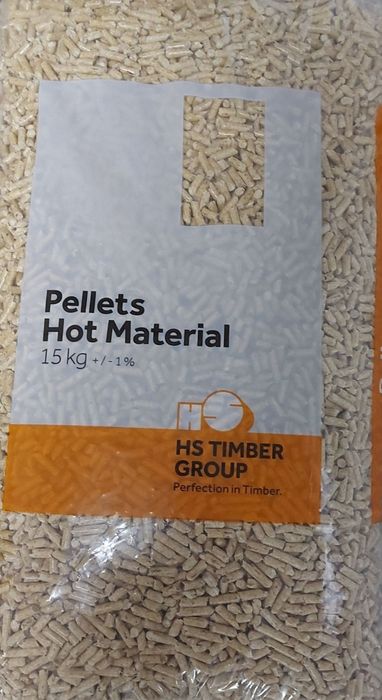 Pellets
Hot Material
15 kg +/- 1%
HS
HS TIMBER
GROUP
Perfection in Timber.